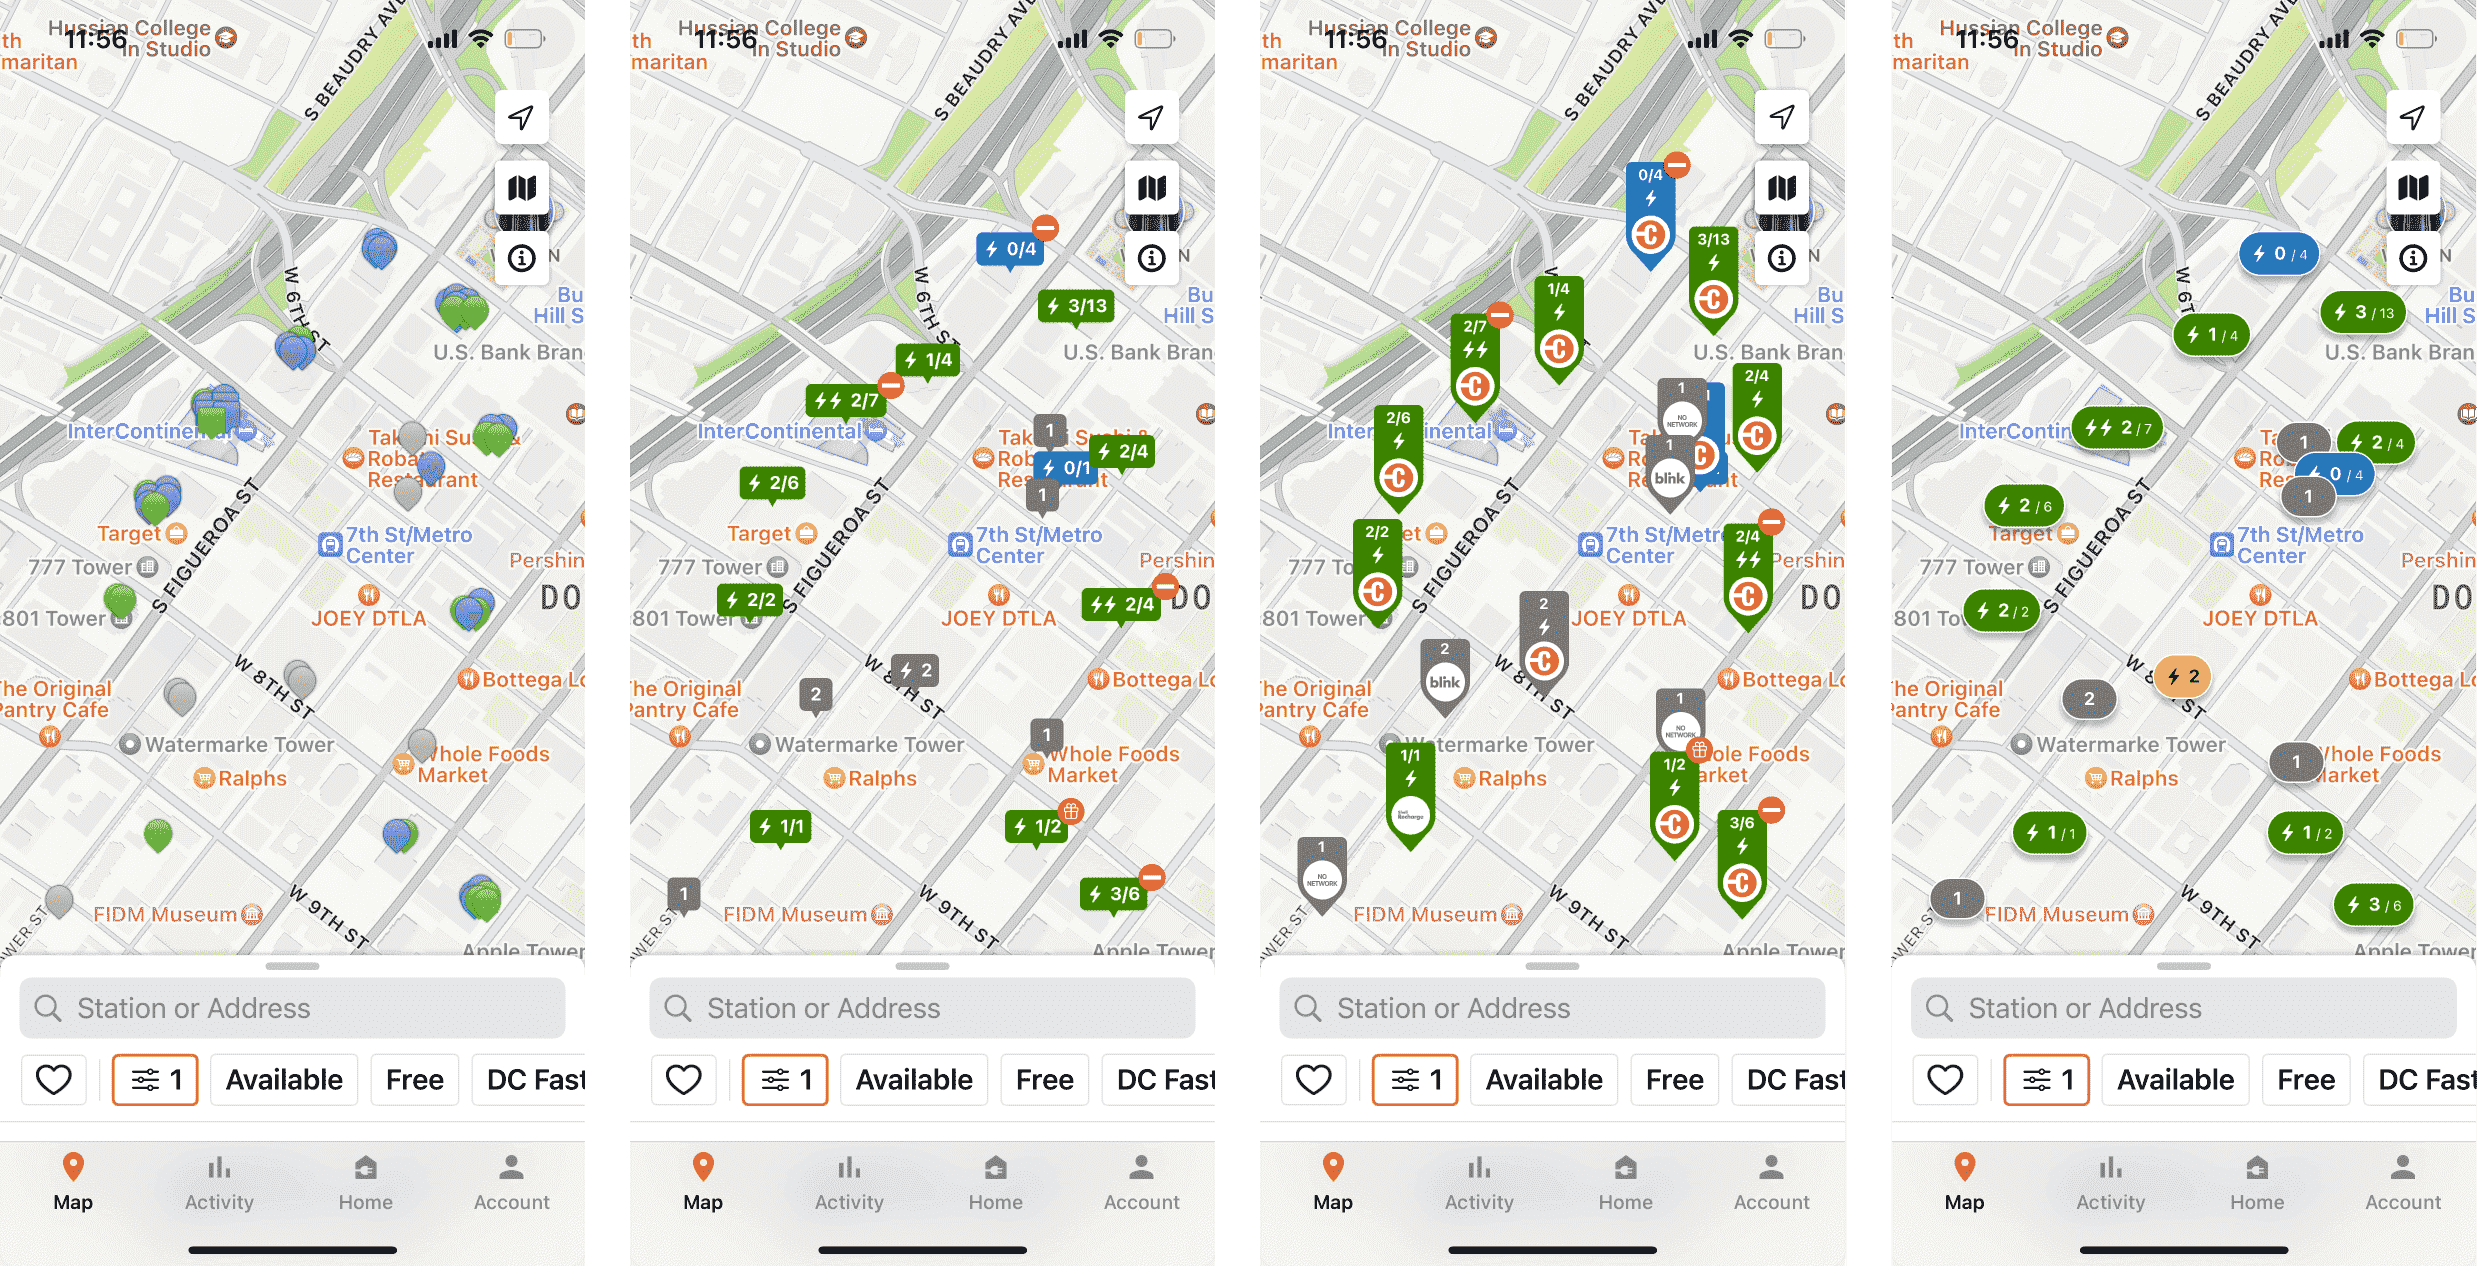 Hussian College
In Studio
11:56
th
maritan
S BEAUDRY AVE
W 6TH ST
N
Bu
Hill S
U.S. Bank Bran
InterContinental
Restaurant
Target
S FIGUEROA ST
7th St/Metro
Center
777 Tower
Pershin
801 Tower
JOEY DTLA
DO
W 8TH ST
The Original
Pantry Cafe
Bottega Lo
Watermarke Tower
Whole Foods
Market
Ralphs
FIDM Museum
W 9TH ST
OWER ST
Apple Tower
Station or Address
1
Available
Free
DC Fast
Map
Activity
Home
Account
Hussian College
In Studio
11:56
th
maritan
S BEAUDRY AVE
0/4
W 6TH ST
N
3/13
Bu
Hill S
1/4
U.S. Bank Bran
2/7
InterContinental
1
2/4
0/1
1
2/6
Target
S FIGUEROA ST
7th St/Metro
Center
777 Tower
Pershin
2/2
2/4
DO
801 Tower
JOEY DTLA
W 8TH ST
2
2
The Original
Pantry Cafe
Bottega Lo
1
Watermarke Tower
Whole Foods
Market
Ralphs
1/1
1/2
1
3/6
FIDM Museum
W 9TH ST
OWER ST
Apple Tower
Station or Address
1
Available
Free
DC Fast
Map
Activity
Home
Account
Hussian College
In Studio
11:56
th
maritan
S BEAUDRY AVE
0/4
3/13
N
1/4
Bu
Hill S
2/7
U.S. Bank Bran
2/4
1
NO
NETWORK
2/6
1
blink
S FIGUEROA ST
7th St/Metro
Center
2/2
2/4
Pershin
777
DO
801 Tower
2
JOEY DTLA
2
blink
W 8TH ST
The Original
Pantry Cafe
Bottega Lo
1
NO
NETWORK
Watermarke Tower
1/1
Recharge
1/2
Ralphs
3/6
1
NO
NETWORK
FIDM Museum
W 9TH ST
OWER ST
Apple Tower
Station or Address
1
Available
Free
DC Fast
Map
Activity
Home
Account
Hussian College
In Studio
11:56
th
maritan
S BEAUDRY AVE
0 / 4
W 6T
3 / 13
Bu
Hill S
1 / 4
U.S. Bank Bran
2 / 7
InterContin
1
2 / 4
0 / 4
1
2 / 6
Target
S FIGUEROA ST
7th St/Metro
Center
777 Tower
Pershin
2 / 2
DO
801 To
JOEY DTLA
2
2
The Original
Pantry Cafe
Bottega Lo
Watermarke Tower
1
Whole Foods
Market
Ralphs
1 / 1
1 / 2
1
3 / 6
FIDM Museum
W 9TH ST
OWER ST
Apple Tower
Station or Address
1
Available
Free
DC Fast
Map
Activity
Home
Account